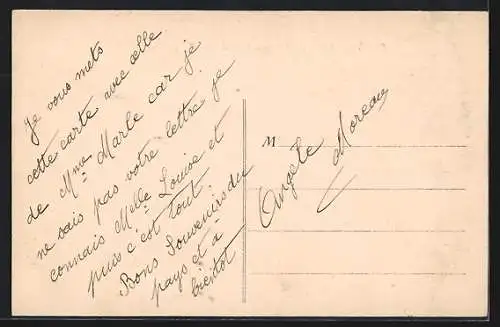 Je vous mets
cette carte avec celle
de Mme Marle car je
ne sais pas votre lettre je
connais Melle Louise et
puis c'est tout
Bons Souvenirs du
pays et à
bientôt
M
Angèle
Moreau